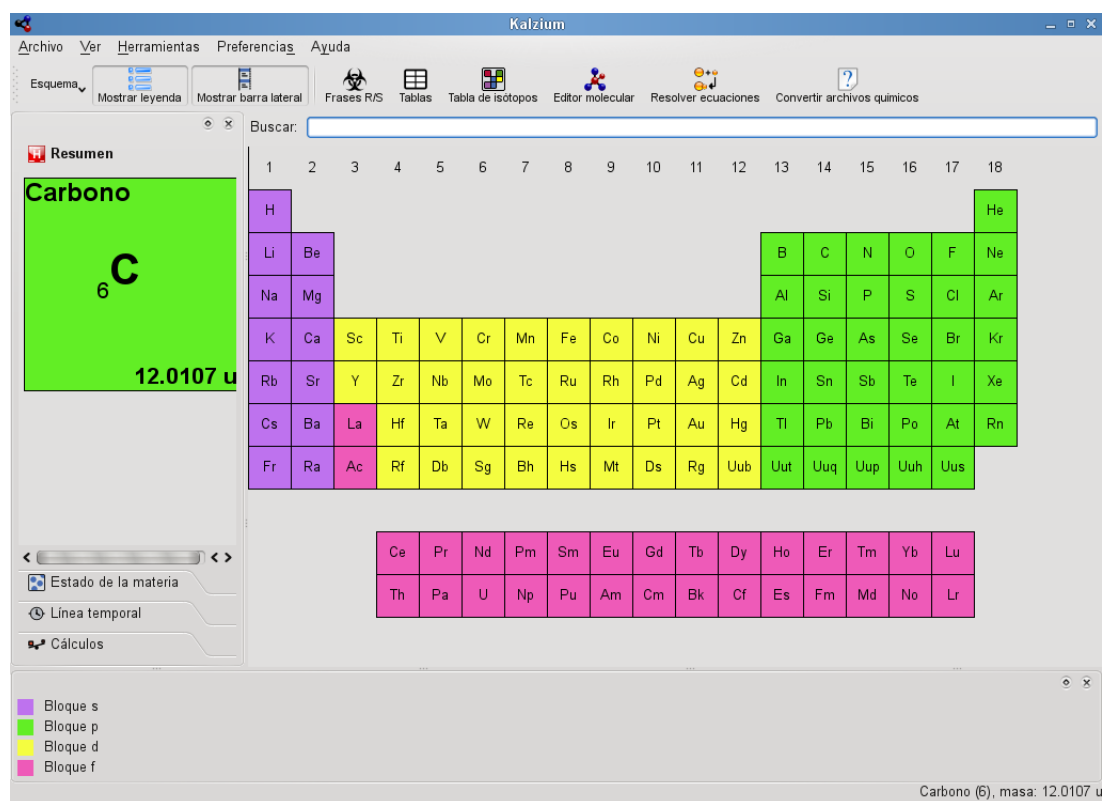 Kalzium
Archivo Ver Herramientas Preferencias Ayuda
Esquema Mostrar leyenda Mostrar barra lateral Frases R/S Tablas Tabla de isótopos Editor molecular Resolver ecuaciones Convertir archivos quimicos
Buscar:
Resumen
Carbono
6 C
12.0107 u
Estado de la materia
Línea temporal
Cálculos
1 2 3 4 5 6 7 8 9 10 11 12 13 14 15 16 17 18
H He
Li Be B C N O F Ne
Na Mg Al Si P S Cl Ar
K Ca Sc Ti V Cr Mn Fe Co Ni Cu Zn Ga Ge As Se Br Kr
Rb Sr Y Zr Nb Mo Tc Ru Rh Pd Ag Cd In Sn Sb Te I Xe
Cs Ba La Hf Ta W Re Os Ir Pt Au Hg Tl Pb Bi Po At Rn
Fr Ra Ac Rf Db Sg Bh Hs Mt Ds Rg Uub Uut Uuq Uup Uuh Uus
Ce Pr Nd Pm Sm Eu Gd Tb Dy Ho Er Tm Yb Lu
Th Pa U Np Pu Am Cm Bk Cf Es Fm Md No Lr
Bloque s
Bloque p
Bloque d
Bloque f
Carbono (6), masa: 12.0107 u